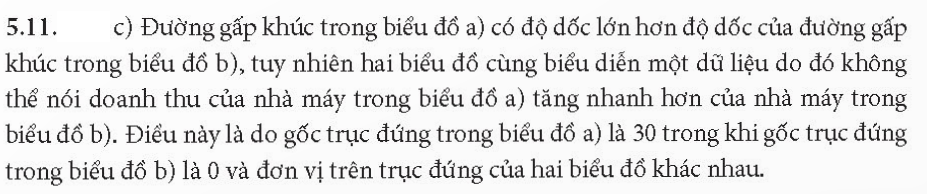 5.11. c) Đường gấp khúc trong biểu đồ a) có độ dốc lớn hơn độ dốc của đường gấp
khúc trong biểu đồ b), tuy nhiên hai biểu đồ cùng biểu diễn một dữ liệu do đó không
thể nói doanh thu của nhà máy trong biểu đồ a) tăng nhanh hơn của nhà máy trong
biểu đồ b). Điều này là do gốc trục đứng trong biểu đồ a) là 30 trong khi gốc trục đứng
trong biểu đồ b) là 0 và đơn vị trên trục đứng của hai biểu đồ khác nhau.